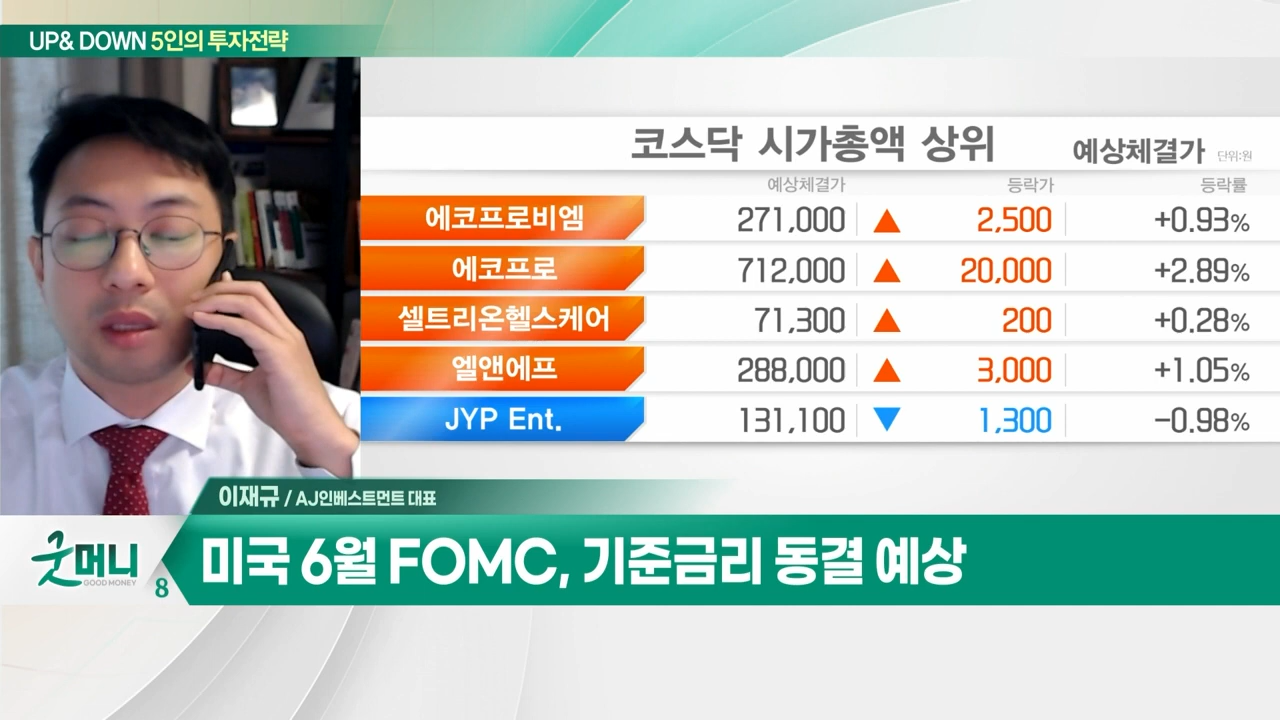 UP& DOWN 5인의 투자전략
코스닥 시가총액 상위 예상체결가 단위:원
예상체결가 등락가 등락률
에코프로비엠 271,000 ▲ 2,500 +0.93%
에코프로 712,000 ▲ 20,000 +2.89%
셀트리온헬스케어 71,300 ▲ 200 +0.28%
엘앤에프 288,000 ▲ 3,000 +1.05%
JYP Ent. 131,100 ▼ 1,300 -0.98%
이재규 / AJ인베스트먼트 대표
굿머니
GOOD MONEY
8
미국 6월 FOMC, 기준금리 동결 예상